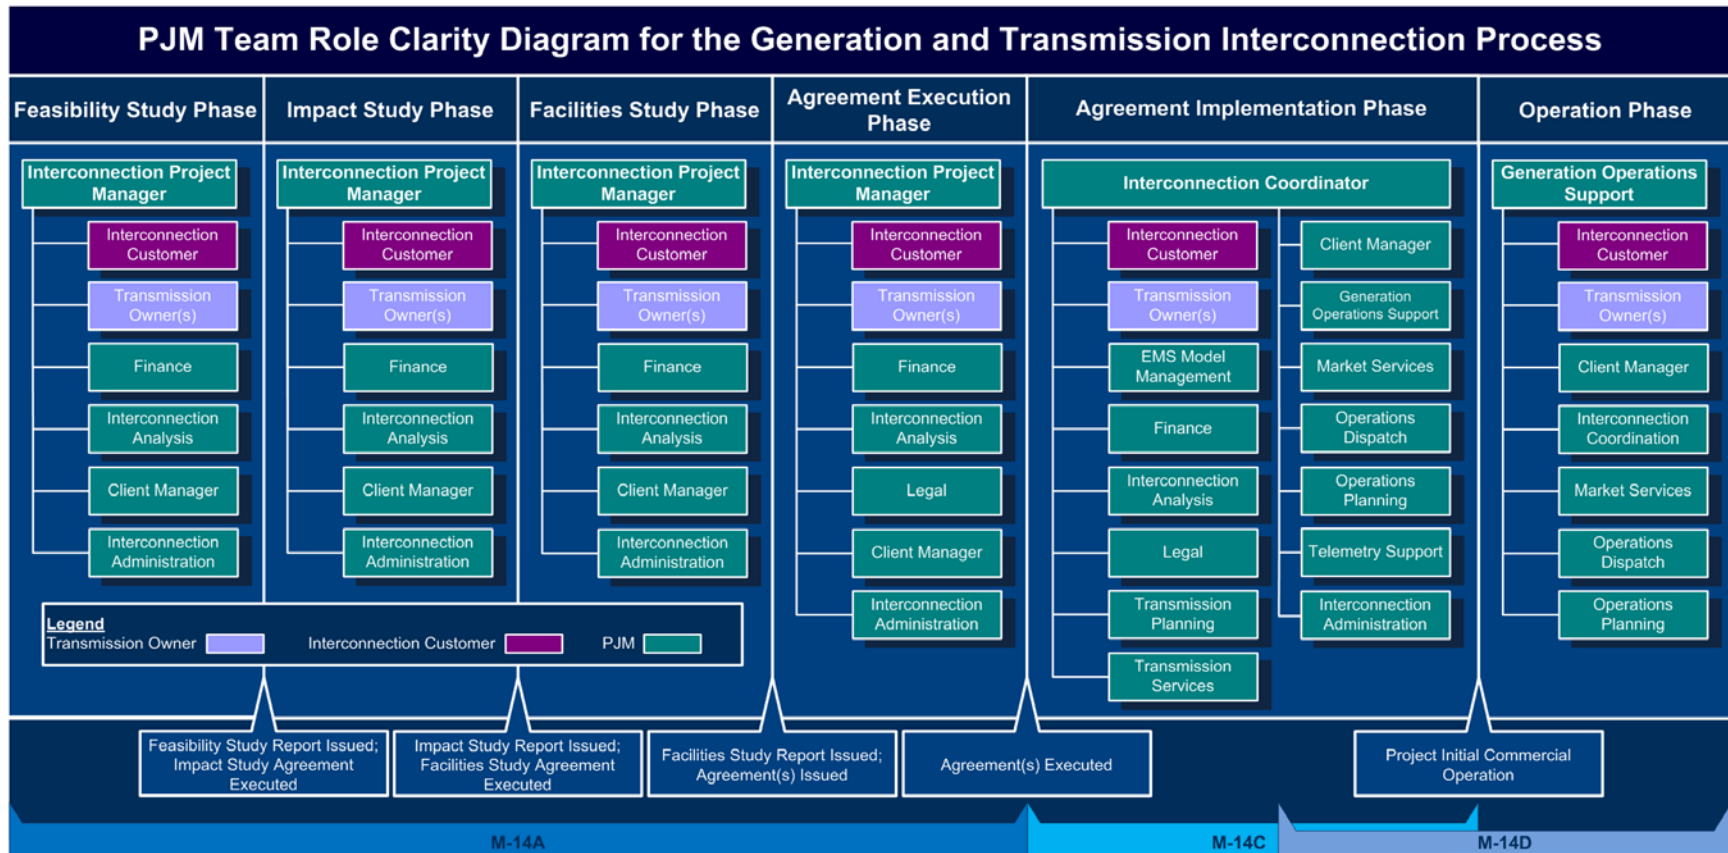 PJM Team Role Clarity Diagram for the Generation and Transmission Interconnection Process
Feasibility Study Phase
Impact Study Phase
Facilities Study Phase
Agreement Execution
Phase
Agreement Implementation Phase
Operation Phase
Interconnection Project
Manager
Interconnection
Customer
Transmission
Owner(s)
Finance
Interconnection
Analysis
Client Manager
Interconnection
Administration
Interconnection Project
Manager
Interconnection
Customer
Transmission
Owner(s)
Finance
Interconnection
Analysis
Client Manager
Interconnection
Administration
Interconnection Project
Manager
Interconnection
Customer
Transmission
Owner(s)
Finance
Interconnection
Analysis
Client Manager
Interconnection
Administration
Interconnection Project
Manager
Interconnection
Customer
Transmission
Owner(s)
Finance
Interconnection
Analysis
Legal
Client Manager
Interconnection
Administration
Interconnection Coordinator
Interconnection
Customer
Transmission
Owner(s)
EMS Model
Management
Finance
Interconnection
Analysis
Legal
Transmission
Planning
Transmission
Services
Client Manager
Generation
Operations Support
Market Services
Operations
Dispatch
Operations
Planning
Telemetry Support
Interconnection
Administration
Generation Operations
Support
Interconnection
Customer
Transmission
Owner(s)
Client Manager
Interconnection
Coordination
Market Services
Operations
Dispatch
Operations
Planning
Legend
Transmission Owner
Interconnection Customer
PJM
Feasibility Study Report Issued;
Impact Study Agreement
Executed
Impact Study Report Issued;
Facilities Study Agreement
Executed
Facilities Study Report Issued;
Agreement(s) Issued
Agreement(s) Executed
Project Initial Commercial
Operation
M-14A
M-14C
M-14D